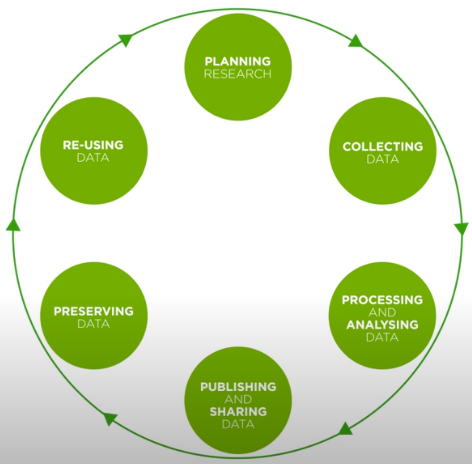 PLANNING
RESEARCH
COLLECTING
DATA
PROCESSING
AND
ANALYSING
DATA
PUBLISHING
AND
SHARING
DATA
PRESERVING
DATA
RE-USING
DATA